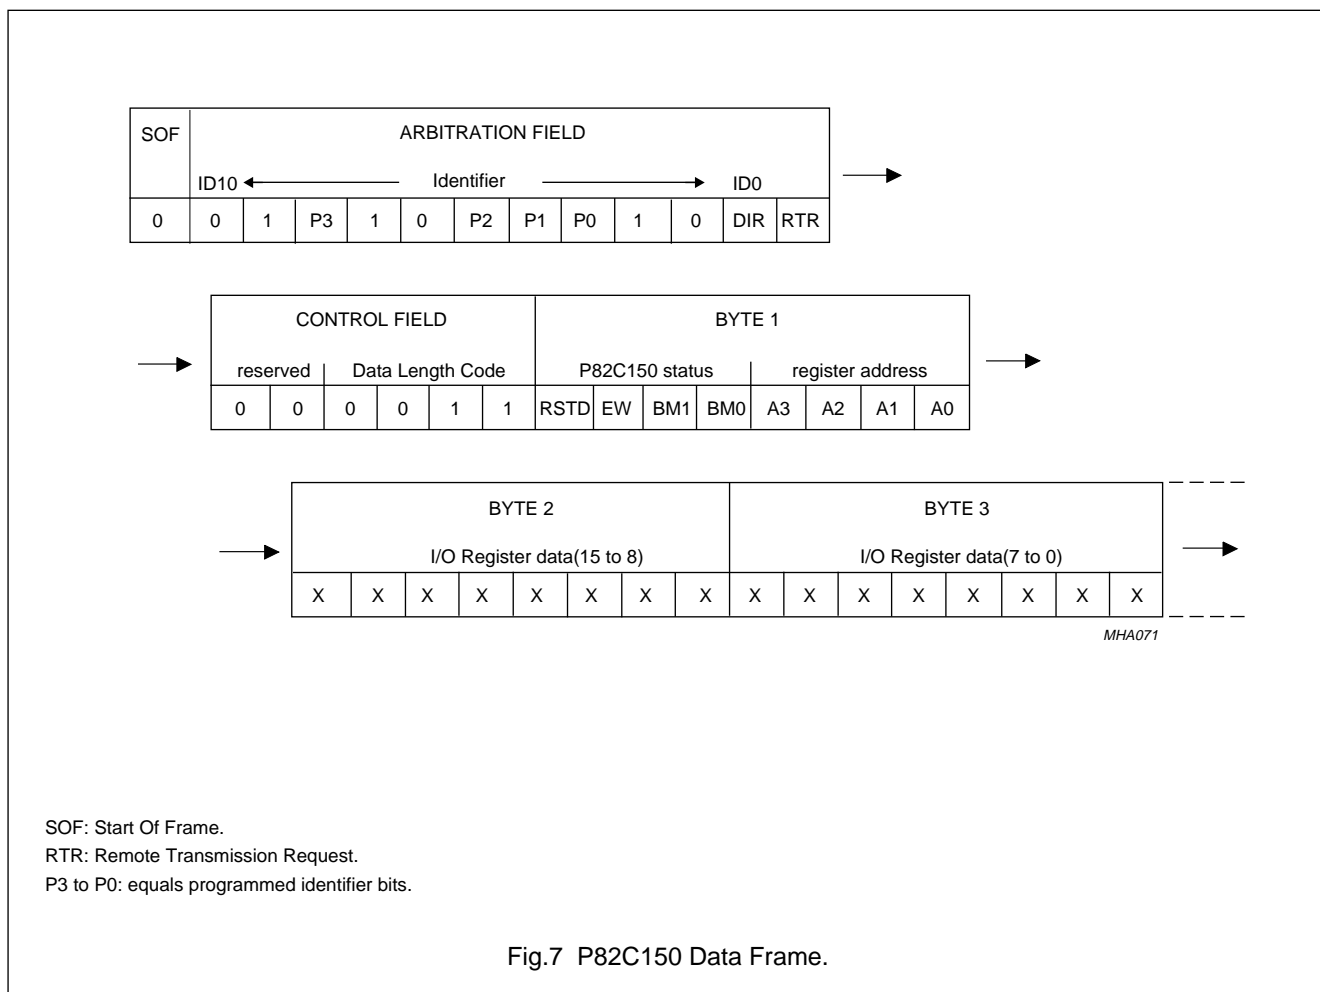 SOF ARBITRATION FIELD
ID10 Identifier ID0
0 0 1 P3 1 0 P2 P1 P0 1 0 DIR RTR
CONTROL FIELD BYTE 1
reserved Data Length Code P82C150 status register address
0 0 0 0 1 1 RSTD EW BM1 BM0 A3 A2 A1 A0
BYTE 2 BYTE 3
I/O Register data(15 to 8) I/O Register data(7 to 0)
X X X X X X X X X X X X X X X X
MHA071
SOF: Start Of Frame.
RTR: Remote Transmission Request.
P3 to P0: equals programmed identifier bits.
Fig.7 P82C150 Data Frame.